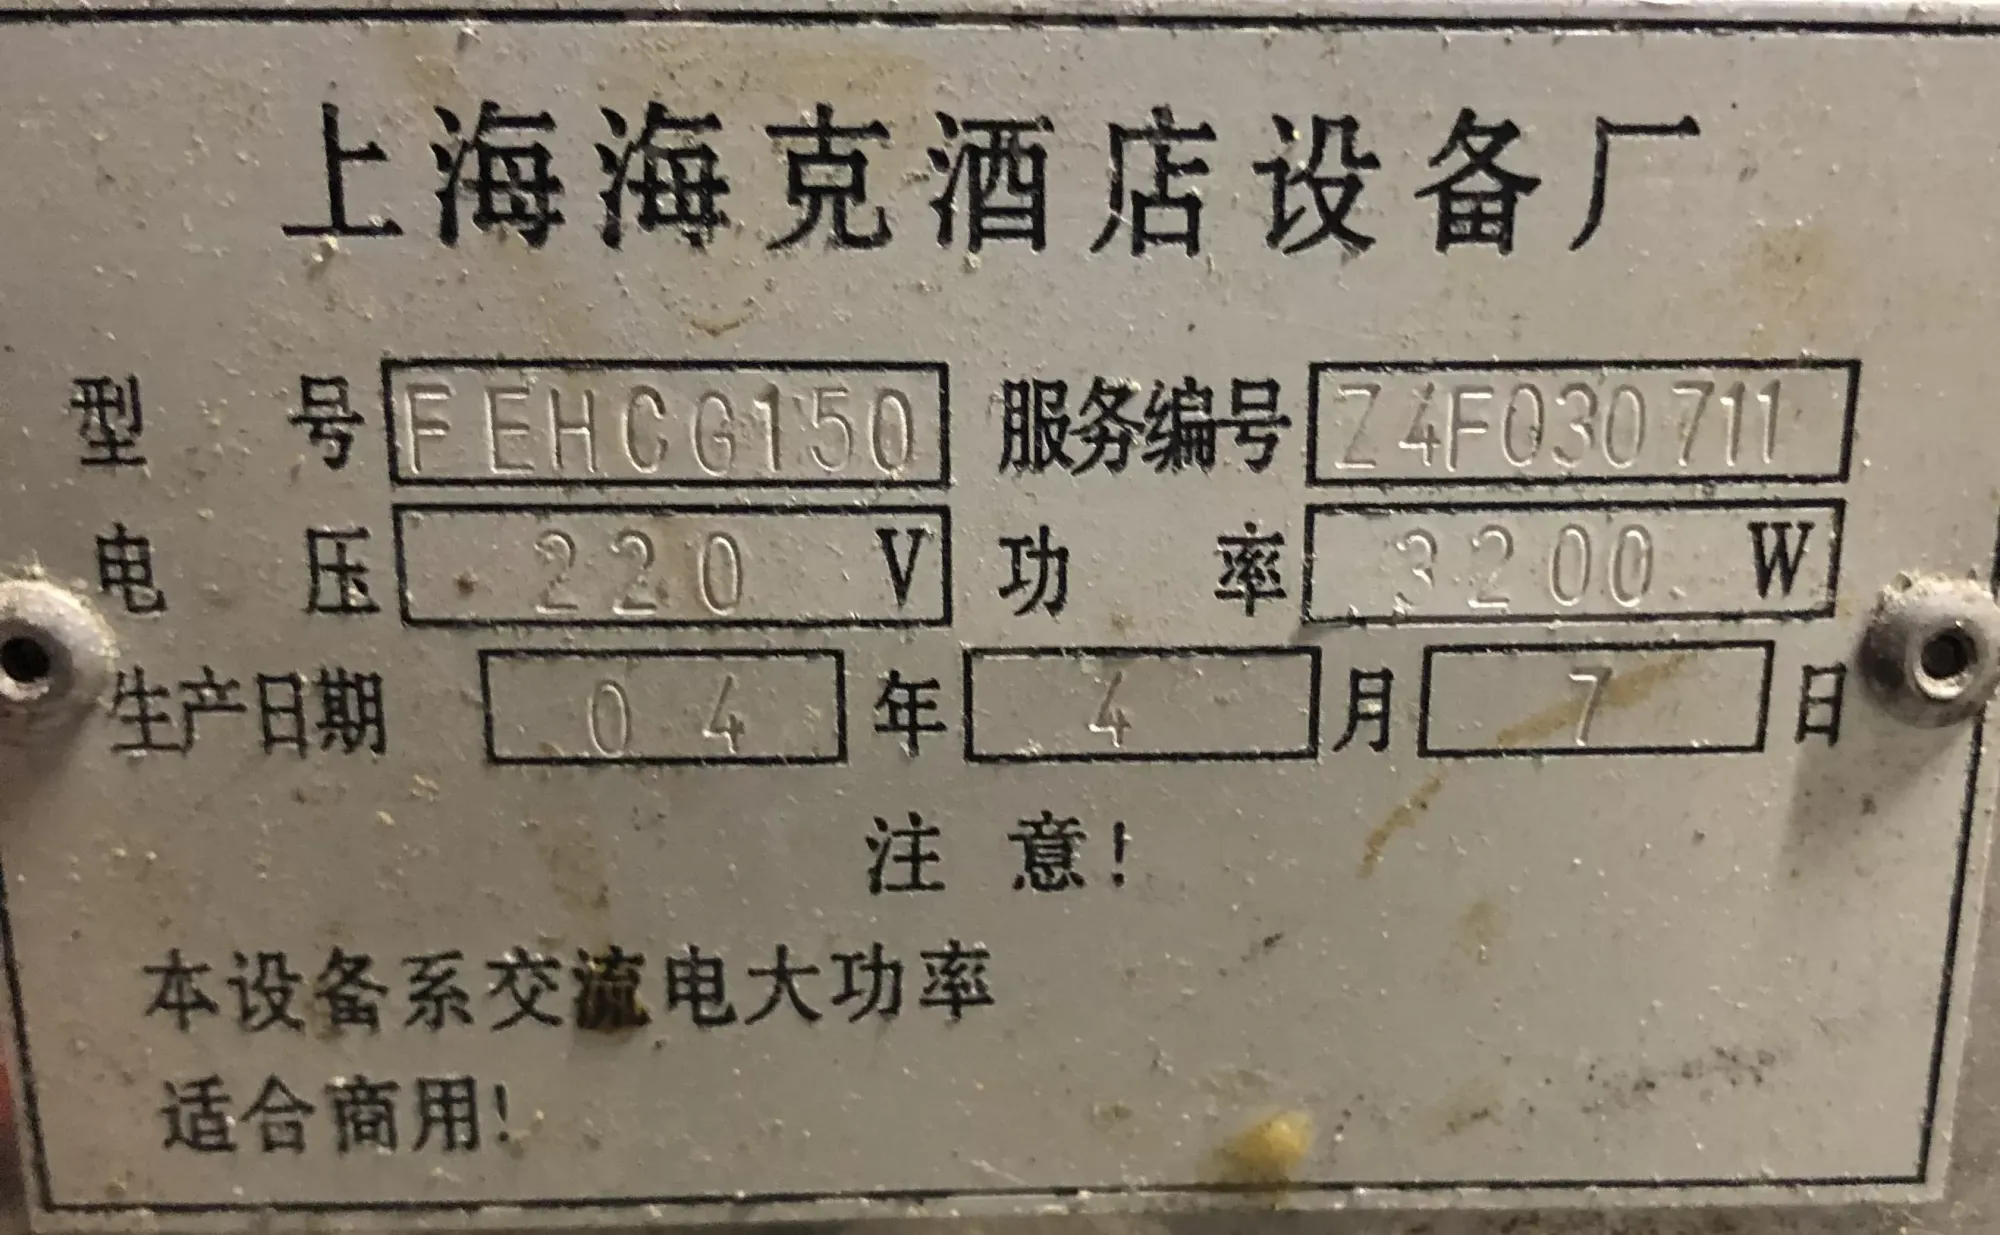 上海海克酒店设备厂
型号 FEHCG150 服务编号 Z4F030711
电压 220 V 功率 3200 W
生产日期 04 年 4 月 7 日
注意!
本设备系交流电大功率
适合商用!